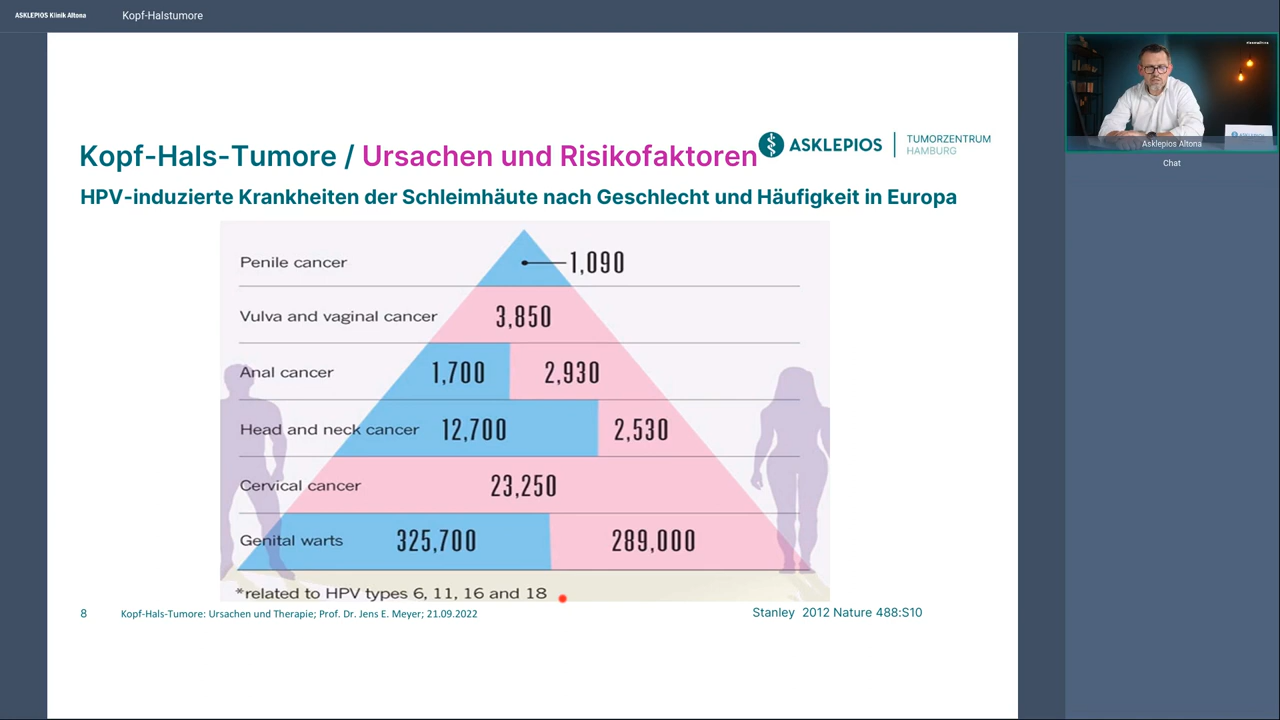 ASKLEPIOS Klinik Altona
Kopf-Halstumore
Kopf-Hals-Tumore / Ursachen und Risikofaktoren
ASKLEPIOS
TUMORZENTRUM
HAMBURG
HPV-induzierte Krankheiten der Schleimhäute nach Geschlecht und Häufigkeit in Europa
Penile cancer 1,090
Vulva and vaginal cancer 3,850
Anal cancer 1,700 2,930
Head and neck cancer 12,700 2,530
Cervical cancer 23,250
Genital warts 325,700 289,000
*related to HPV types 6, 11, 16 and 18
8 Kopf-Hals-Tumore: Ursachen und Therapie; Prof. Dr. Jens E. Meyer; 21.09.2022
Stanley 2012 Nature 488:S10
Asklepios Altona
Chat